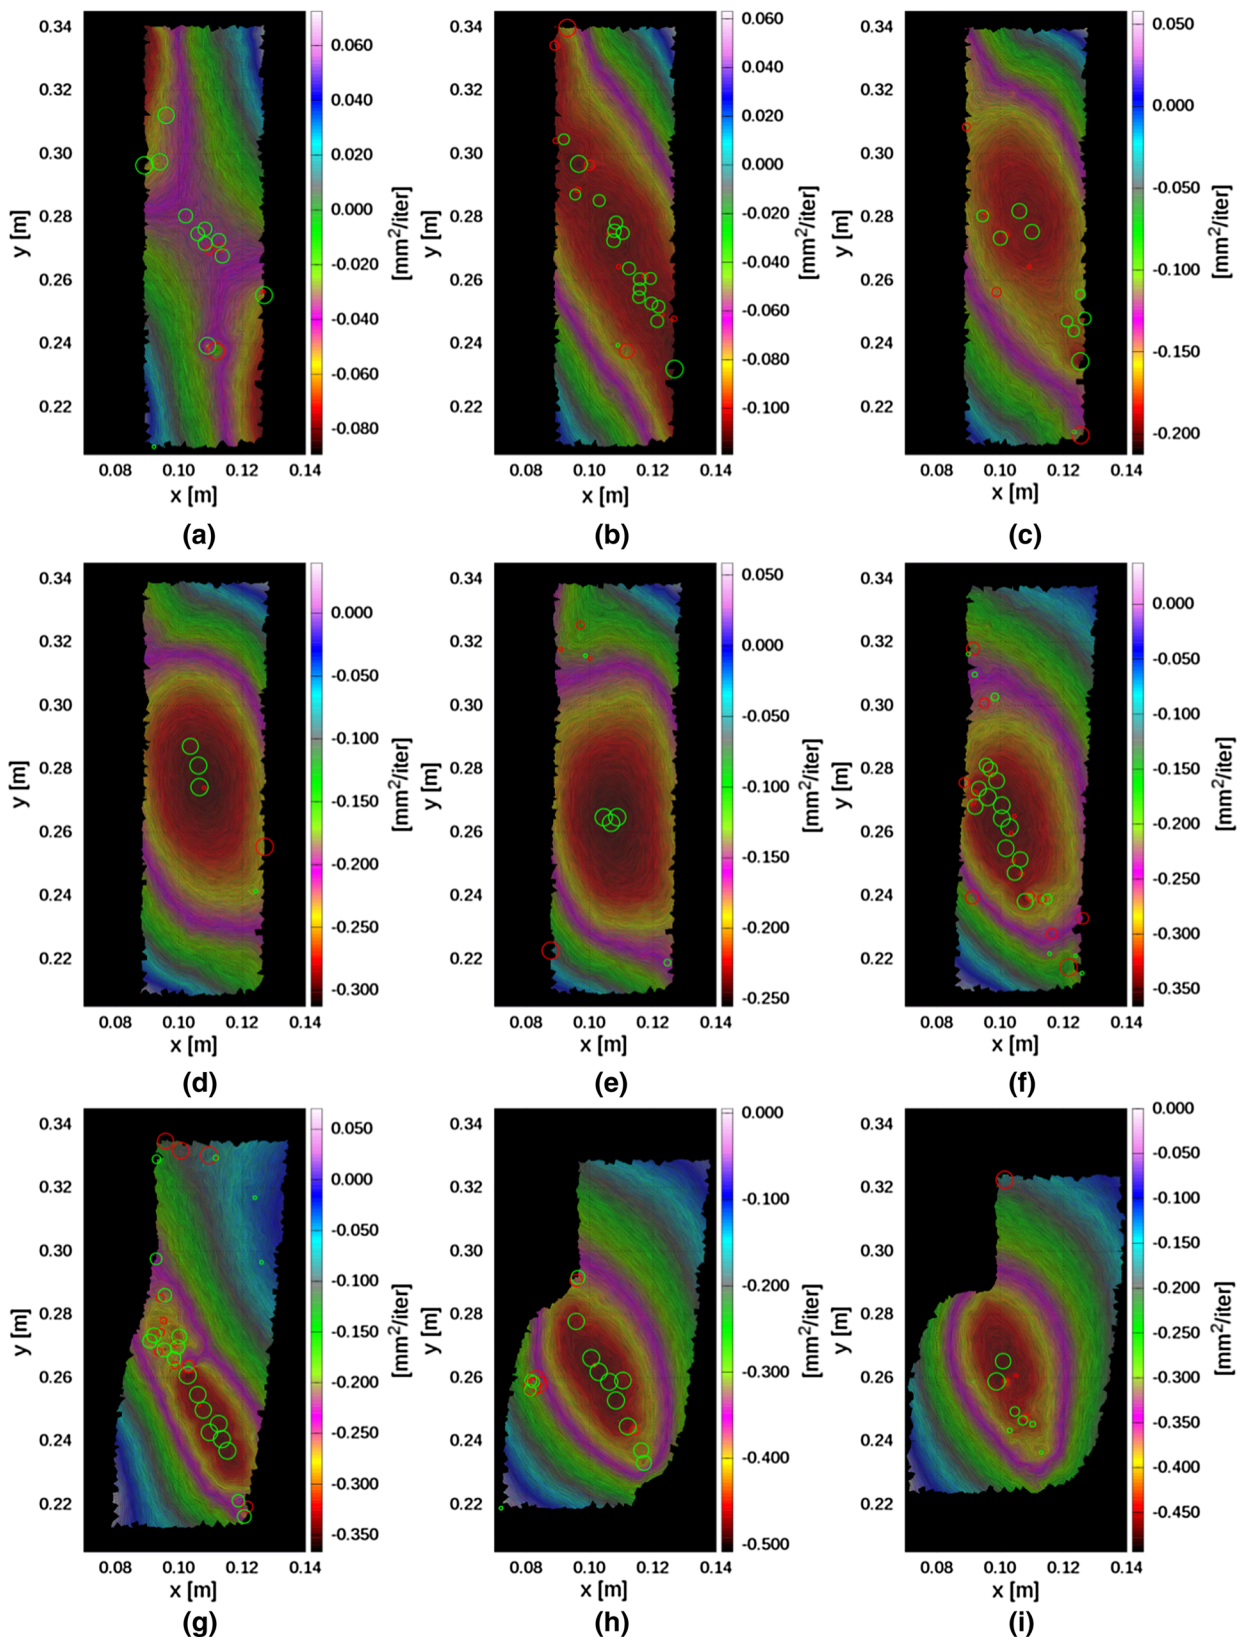 0.34
0.32
0.30
0.28
0.26
0.24
0.22
y [m]
0.08 0.10 0.12 0.14
x [m]
0.060
0.040
0.020
0.000
-0.020
-0.040
-0.060
-0.080
[mm²/iter]
(a)
0.34
0.32
0.30
0.28
0.26
0.24
0.22
y [m]
0.08 0.10 0.12 0.14
x [m]
0.060
0.040
0.020
0.000
-0.020
-0.040
-0.060
-0.080
-0.100
[mm²/iter]
(b)
0.34
0.32
0.30
0.28
0.26
0.24
0.22
y [m]
0.08 0.10 0.12 0.14
x [m]
0.050
0.000
-0.050
-0.100
-0.150
-0.200
[mm²/iter]
(c)
0.34
0.32
0.30
0.28
0.26
0.24
0.22
y [m]
0.08 0.10 0.12 0.14
x [m]
0.000
-0.050
-0.100
-0.150
-0.200
-0.250
-0.300
[mm²/iter]
(d)
0.34
0.32
0.30
0.28
0.26
0.24
0.22
y [m]
0.08 0.10 0.12 0.14
x [m]
0.050
0.000
-0.050
-0.100
-0.150
-0.200
-0.250
[mm²/iter]
(e)
0.34
0.32
0.30
0.28
0.26
0.24
0.22
y [m]
0.08 0.10 0.12 0.14
x [m]
0.000
-0.050
-0.100
-0.150
-0.200
-0.250
-0.300
-0.350
[mm²/iter]
(f)
0.34
0.32
0.30
0.28
0.26
0.24
0.22
y [m]
0.08 0.10 0.12 0.14
x [m]
0.050
0.000
-0.050
-0.100
-0.150
-0.200
-0.250
-0.300
-0.350
[mm²/iter]
(g)
0.34
0.32
0.30
0.28
0.26
0.24
0.22
y [m]
0.08 0.10 0.12 0.14
x [m]
0.000
-0.100
-0.200
-0.300
-0.400
-0.500
[mm²/iter]
(h)
0.34
0.32
0.30
0.28
0.26
0.24
0.22
y [m]
0.08 0.10 0.12 0.14
x [m]
0.000
-0.050
-0.100
-0.150
-0.200
-0.250
-0.300
-0.350
-0.400
-0.450
[mm²/iter]
(i)